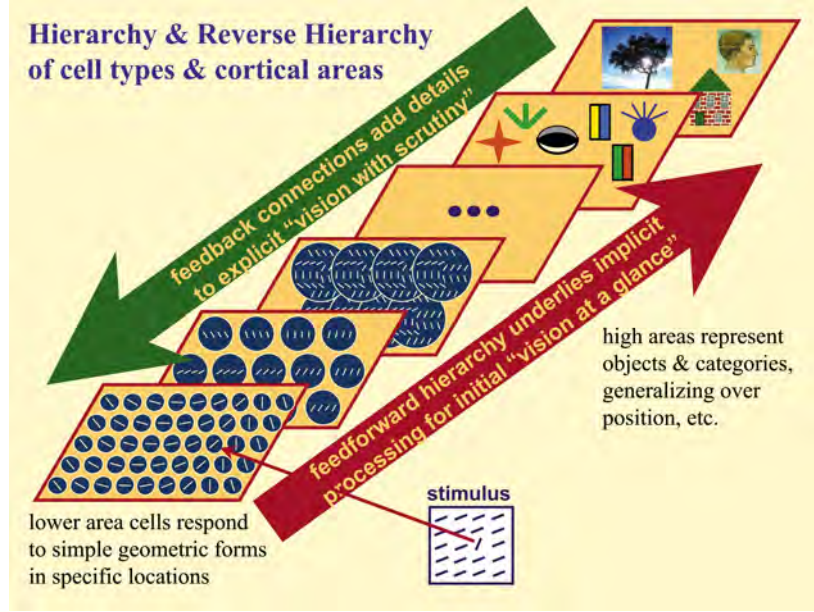 Hierarchy & Reverse Hierarchy
of cell types & cortical areas
feedback connections add details
to explicit “vision with scrutiny”
feedforward hierarchy underlies implicit
processing for initial “vision at a glance”
high areas represent
objects & categories,
generalizing over
position, etc.
stimulus
lower area cells respond
to simple geometric forms
in specific locations